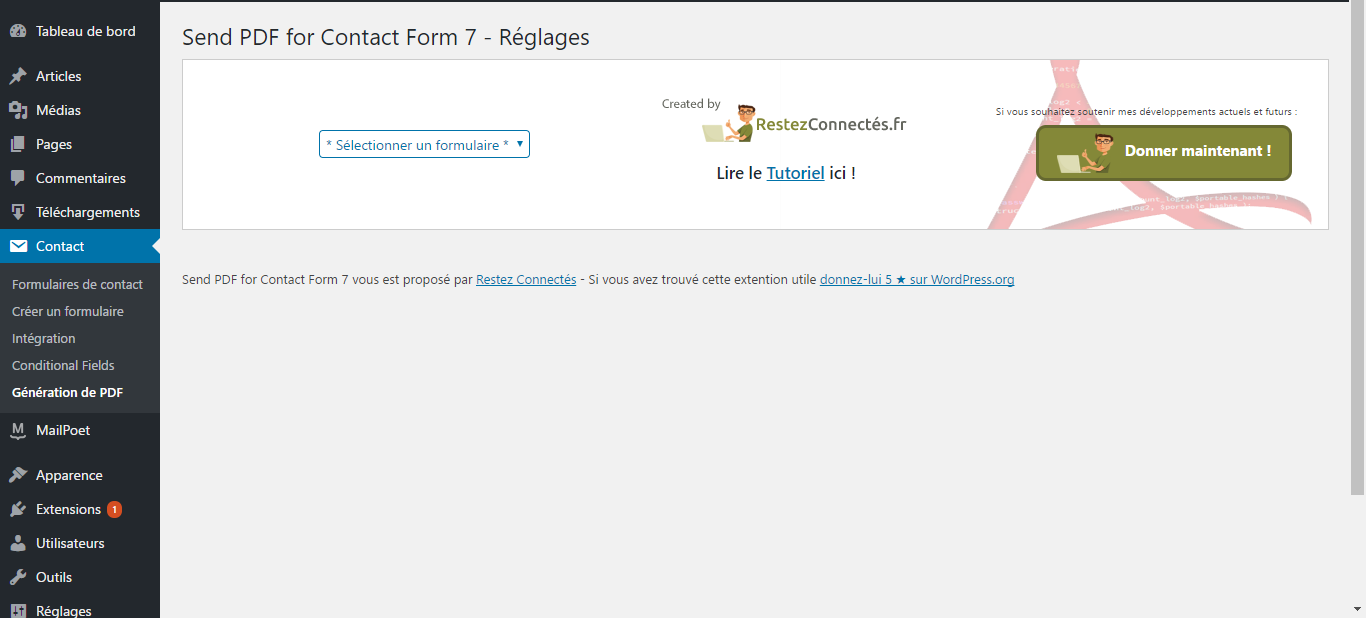 Tableau de bord
Articles
Médias
Pages
Commentaires
Téléchargements
Contact
Formulaires de contact
Créer un formulaire
Intégration
Conditional Fields
Génération de PDF
MailPoet
Apparence
Extensions 1
Utilisateurs
Outils
Réglages
Send PDF for Contact Form 7 - Réglages
* Sélectionner un formulaire *
Created by
RestezConnectés.fr
Lire le Tutoriel ici !
Si vous souhaitez soutenir mes développements actuels et futurs :
Donner maintenant !
Send PDF for Contact Form 7 vous est proposé par Restez Connectés - Si vous avez trouvé cette extention utile donnez-lui 5 ★ sur WordPress.org